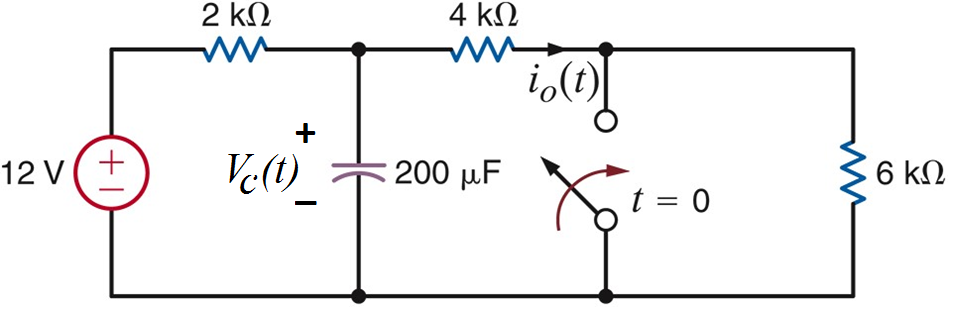 2 kΩ
4 kΩ
i_o(t)
12 V
+
−
V_C(t)
+
−
200 μF
t = 0
6 kΩ